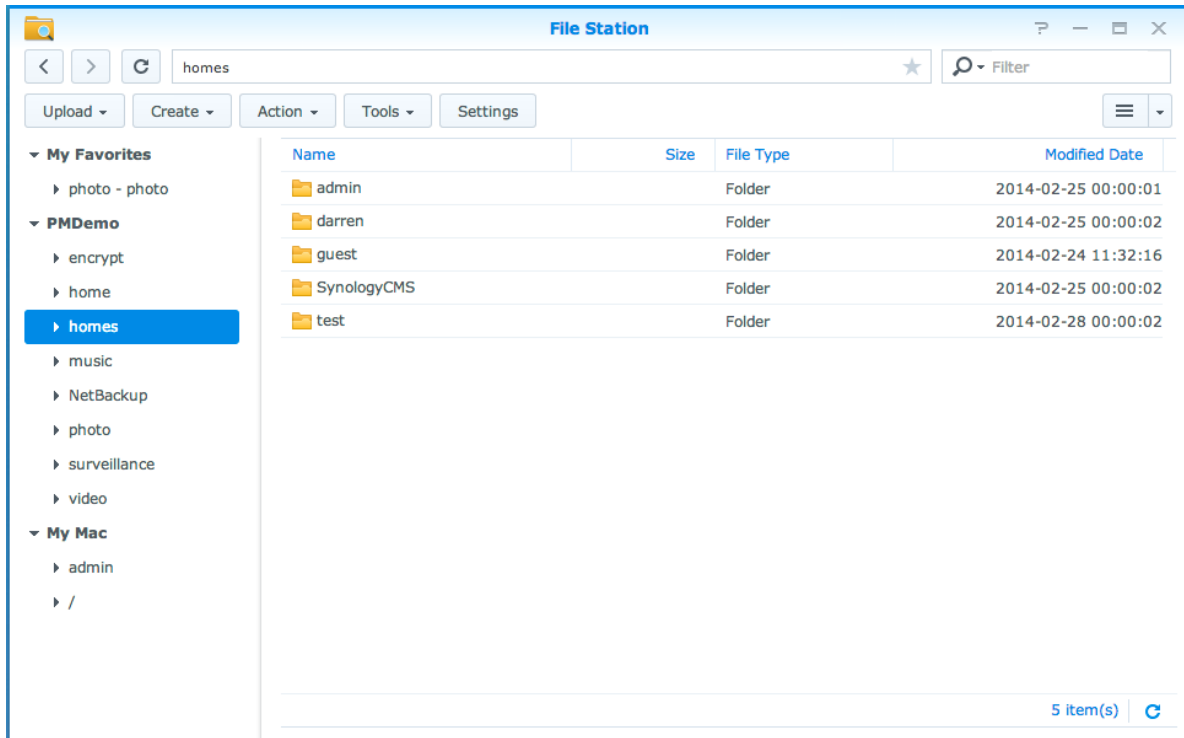 File Station
homes
Filter
Upload Create Action Tools Settings
My Favorites
photo - photo
PMDemo
encrypt
home
homes
music
NetBackup
photo
surveillance
video
My Mac
admin
/
Name Size File Type Modified Date
admin Folder 2014-02-25 00:00:01
darren Folder 2014-02-25 00:00:02
guest Folder 2014-02-24 11:32:16
SynologyCMS Folder 2014-02-25 00:00:02
test Folder 2014-02-28 00:00:02
5 item(s)